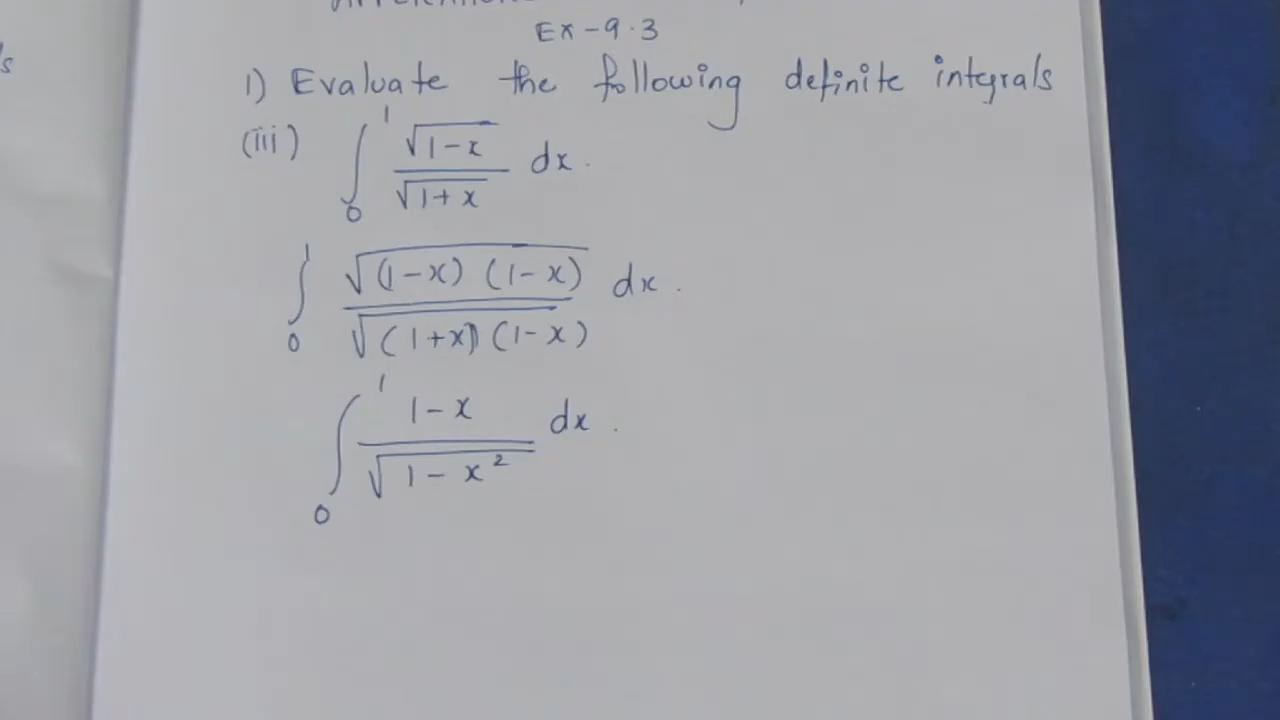 Ex-9.3
1) Evaluate the following definite integrals
(iii) ∫₀¹ √(1-x) / √(1+x) dx.
∫₀¹ √((1-x)(1-x)) / √((1+x)(1-x)) dx.
∫₀¹ 1-x / √(1-x²) dx.